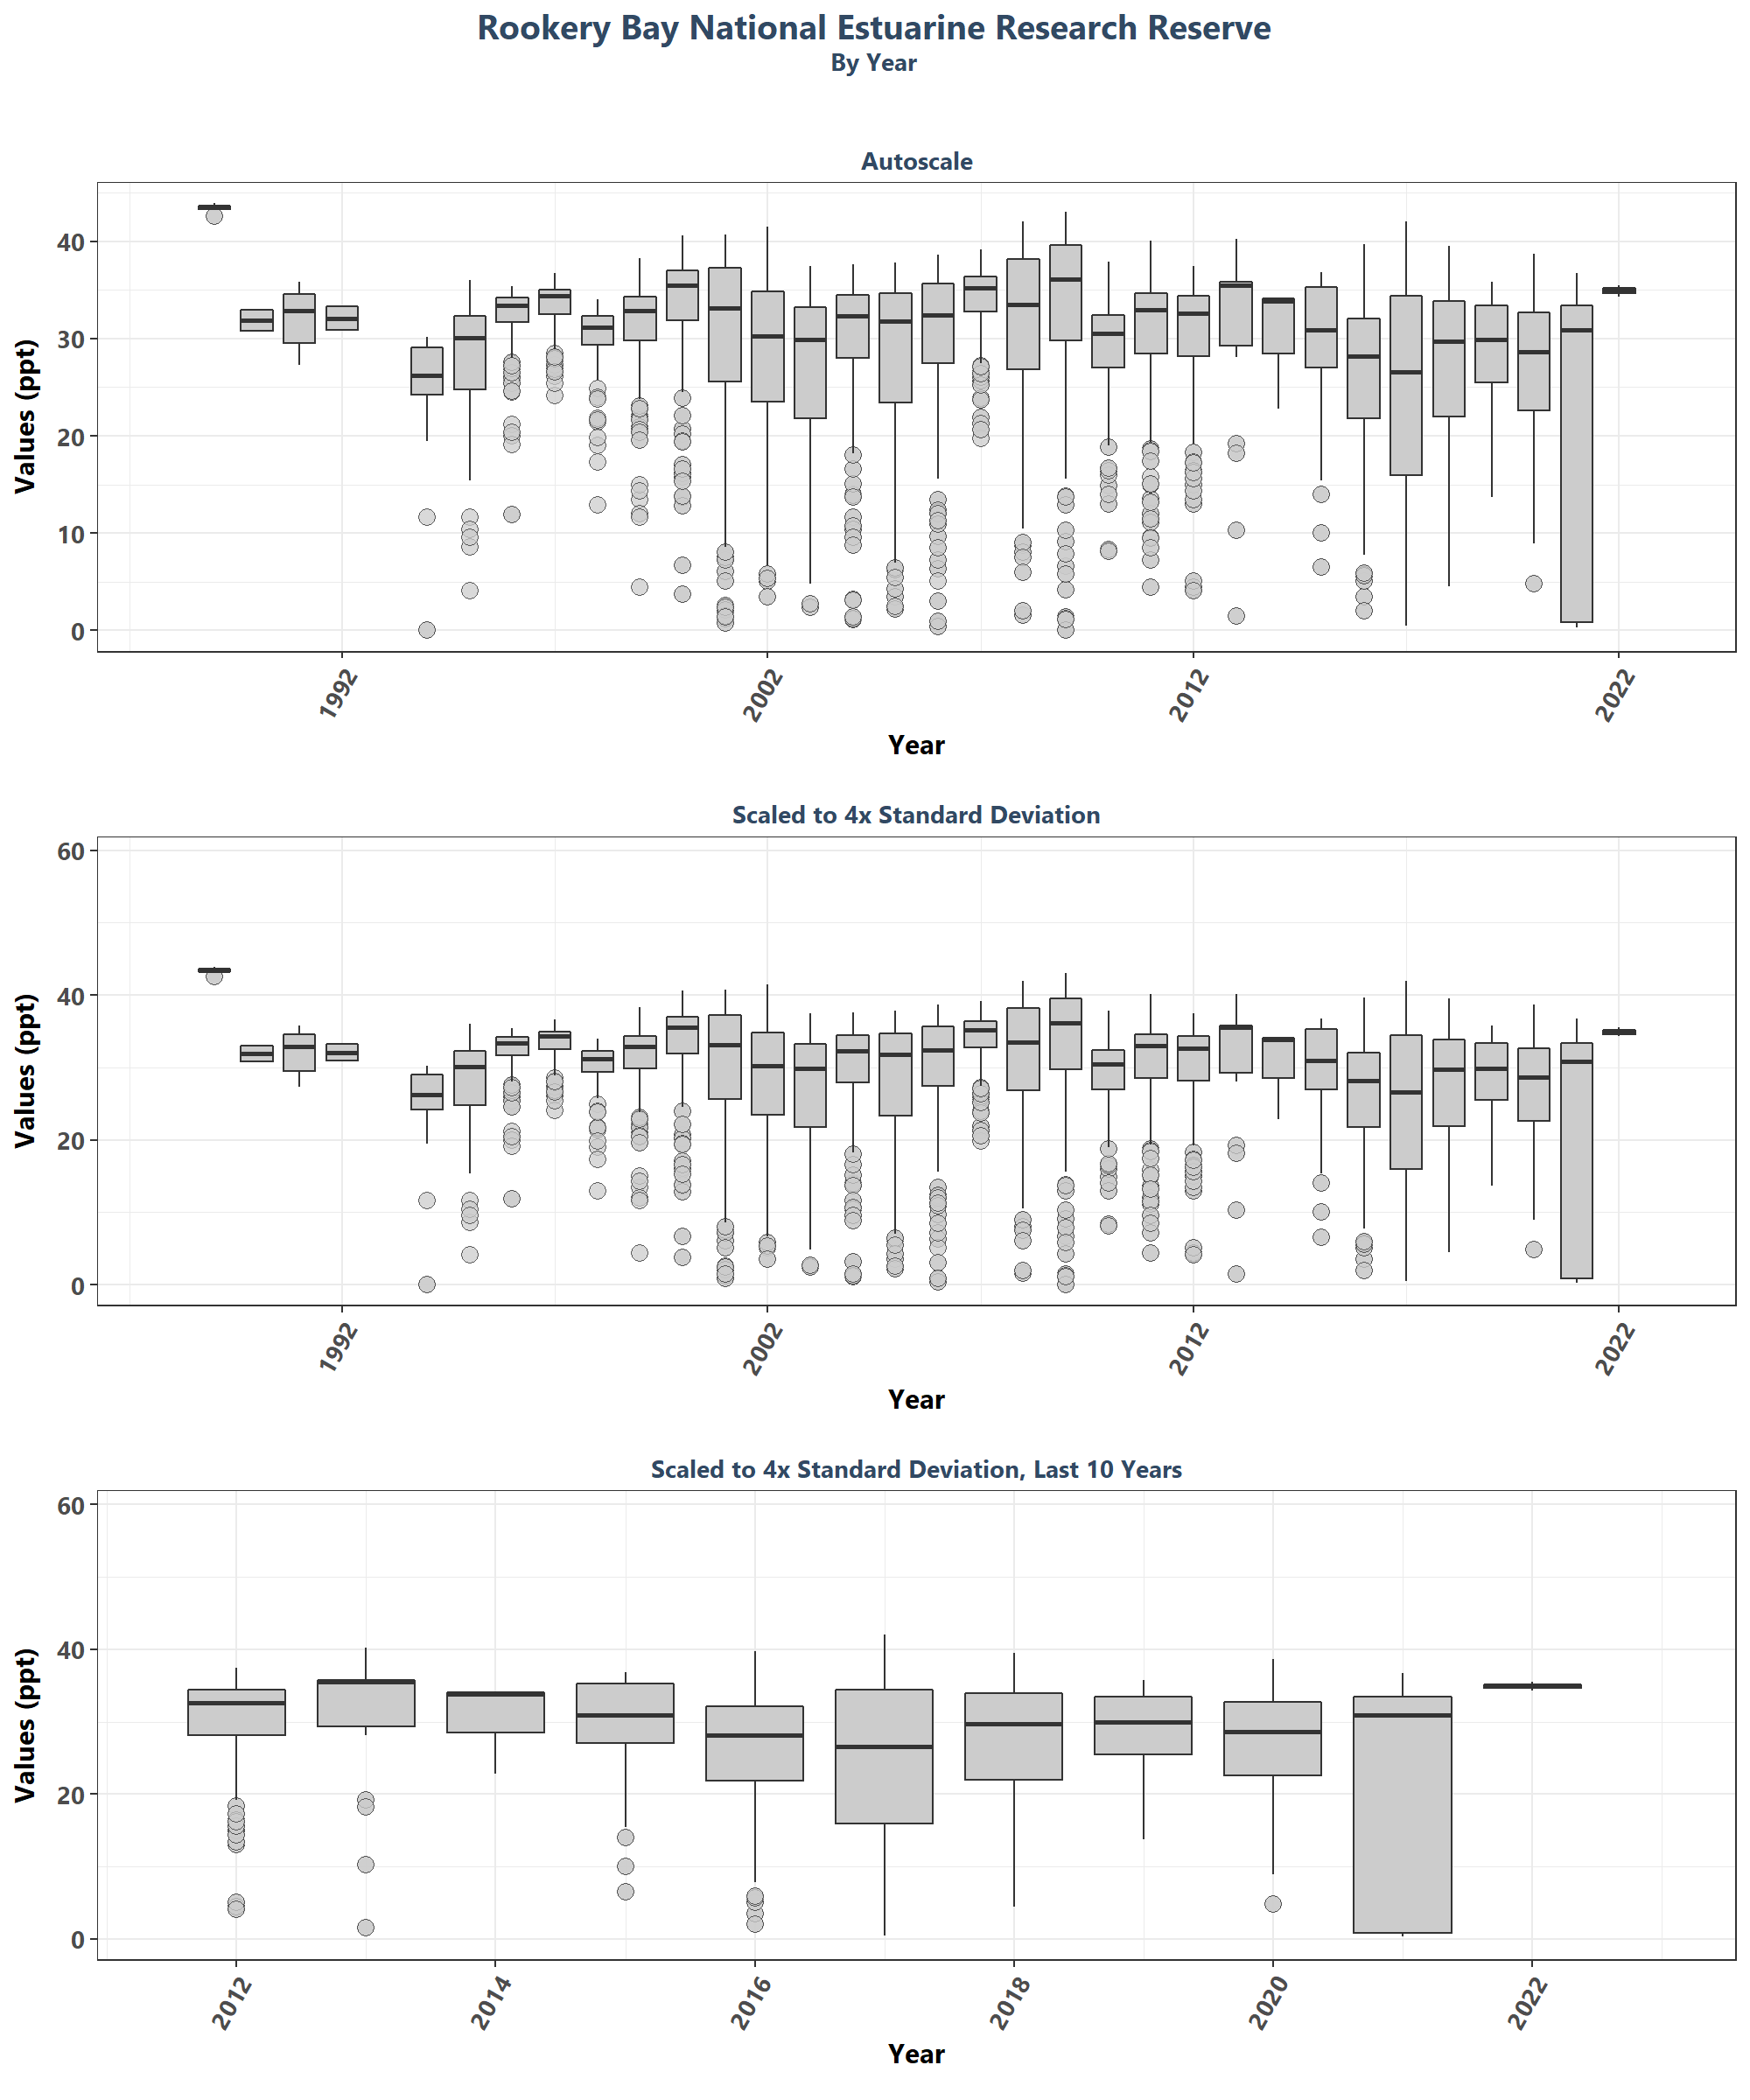 Rookery Bay National Estuarine Research Reserve
By Year
Autoscale
Values (ppt)
40
30
20
10
0
1992
2002
2012
2022
Year
Scaled to 4x Standard Deviation
Values (ppt)
60
40
20
0
1992
2002
2012
2022
Year
Scaled to 4x Standard Deviation, Last 10 Years
Values (ppt)
60
40
20
0
2012
2014
2016
2018
2020
2022
Year